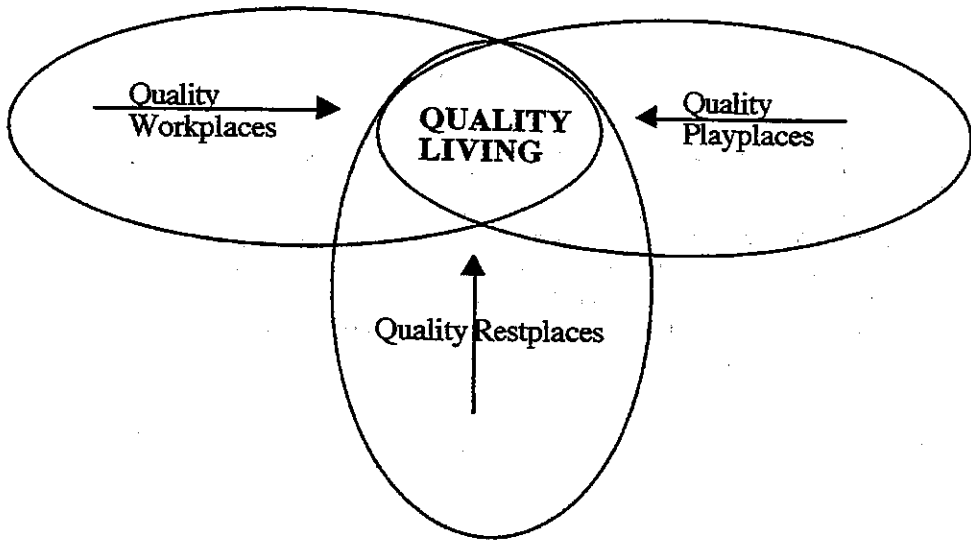 Quality
Workplaces
QUALITY
LIVING
Quality
Playplaces
Quality Restplaces